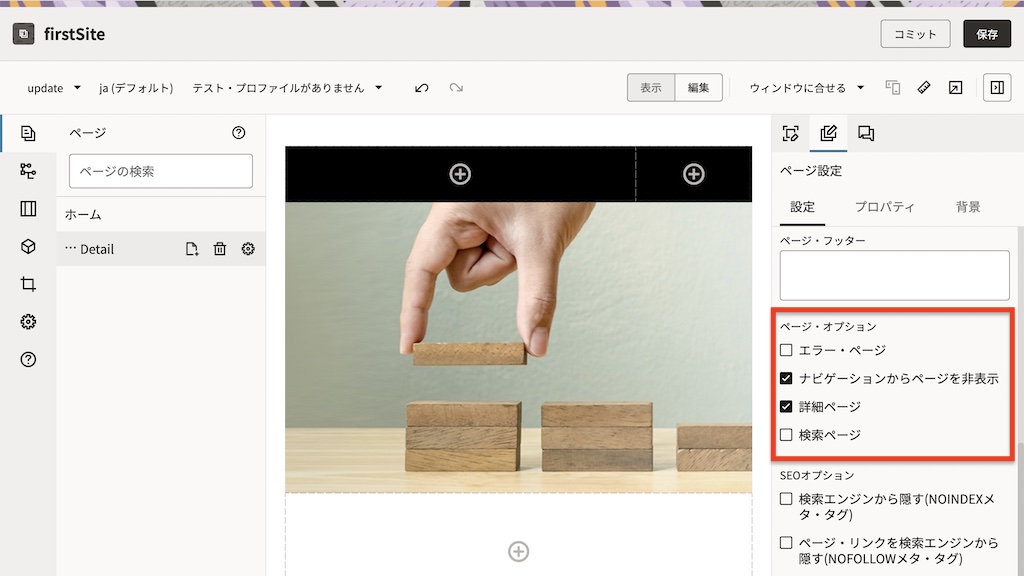 firstSite
コミット
保存
update
ja (デフォルト)
テスト・プロファイルがありません
表示
編集
ウィンドウに合せる
ページ
ページの検索
ホーム
Detail
ページ設定
設定
プロパティ
背景
ページ・フッター
ページ・オプション
エラー・ページ
ナビゲーションからページを非表示
詳細ページ
検索ページ
SEOオプション
検索エンジンから隠す(NOINDEXメ
タ・タグ)
ページ・リンクを検索エンジンから
隠す(NOFOLLOWメタ・タグ)